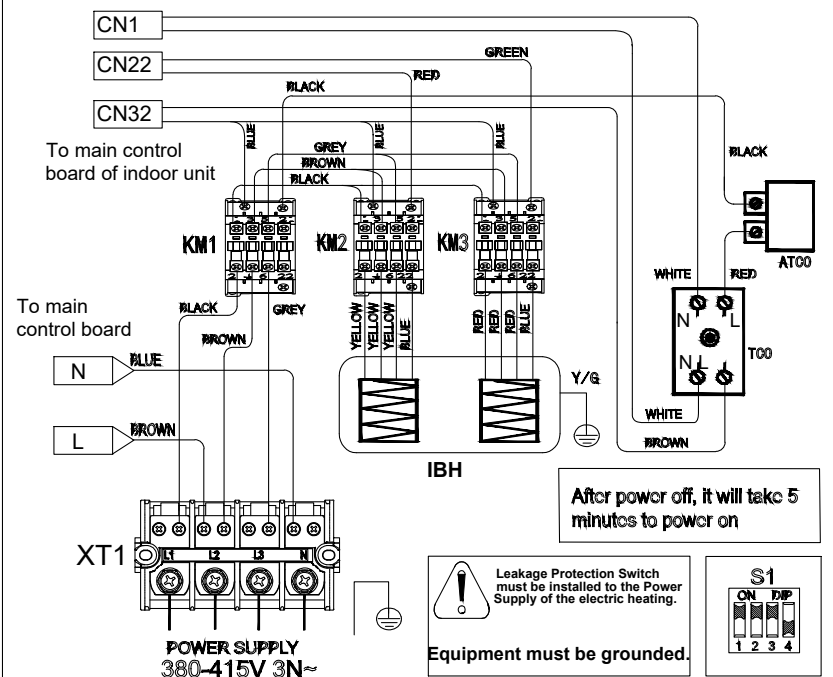 CN1
CN22
CN32
GREEN
RED
BLACK
To main control
board of indoor unit
BLUE
BLUE
BLUE
GREY
BROWN
BLACK
BLACK
KM1
KM2
KM3
ATCO
WHITE
RED
N
L
N
L
TCO
WHITE
BROWN
BLACK
GREY
BROWN
YELLOW
YELLOW
YELLOW
BLUE
RED
RED
RED
BLUE
Y/G
IBH
To main
control board
N
BLUE
L
BROWN
XT1
L1
L2
L3
N
POWER SUPPLY
380-415V 3N~
After power off, it will take 5
minutes to power on
Leakage Protection Switch
must be installed to the Power
Supply of the electric heating.
Equipment must be grounded.
S1
ON DIP
1 2 3 4